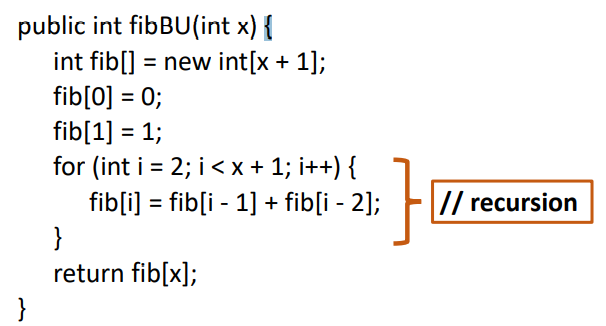 public int fibBU(int x) {
int fib[] = new int[x + 1];
fib[0] = 0;
fib[1] = 1;
for (int i = 2; i < x + 1; i++) {
fib[i] = fib[i - 1] + fib[i - 2];
// recursion
}
return fib[x];
}